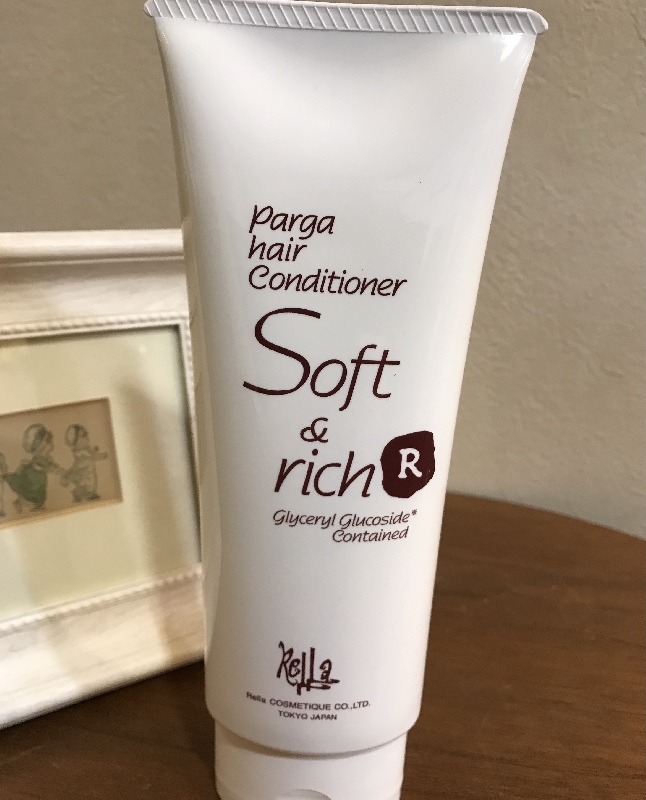 Parga
hair
Conditioner
Soft
&
rich R
Glyceryl Glucoside*
Contained
Rella
Rella COSMETIQUE CO.,LTD.
TOKYO JAPAN